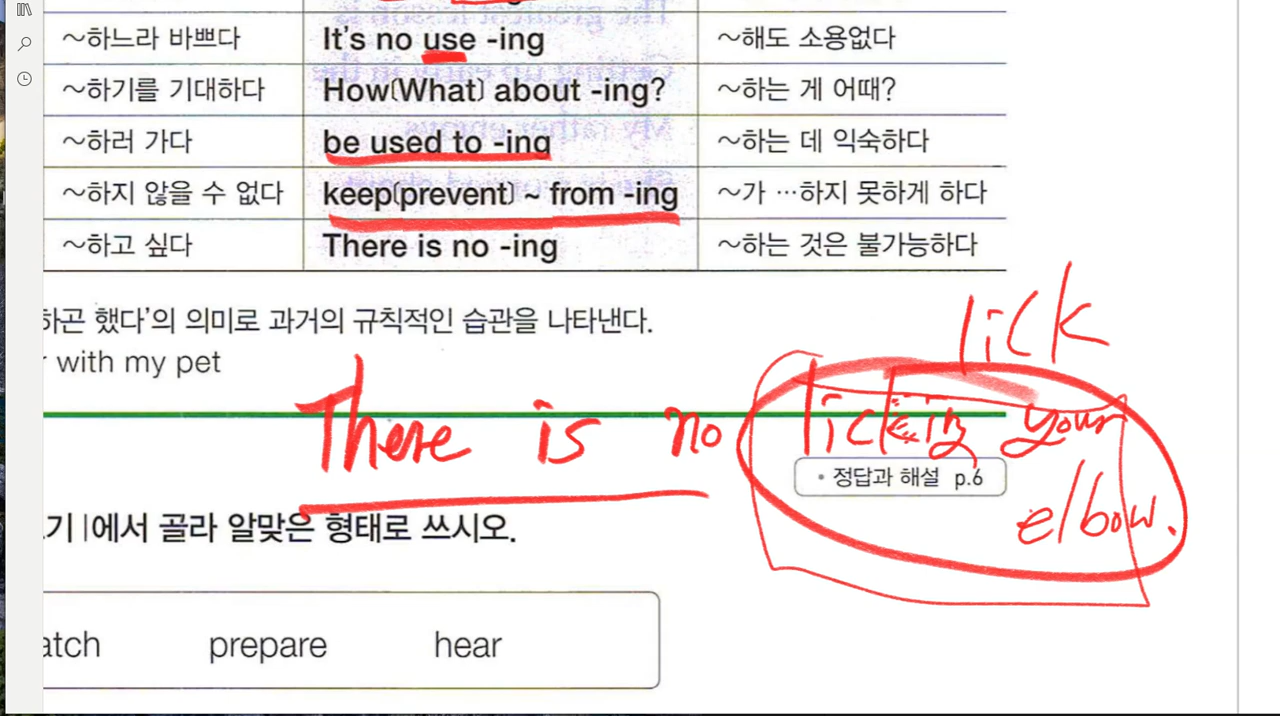 ~하느라 바쁘다 It's no use -ing ~해도 소용없다
~하기를 기대하다 How(What) about -ing? ~하는 게 어때?
~하러 가다 be used to -ing ~하는 데 익숙하다
~하지 않을 수 없다 keep(prevent) ~ from -ing ~가 …하지 못하게 하다
~하고 싶다 There is no -ing ~하는 것은 불가능하다
하곤 했다'의 의미로 과거의 규칙적인 습관을 나타낸다.
with my pet
lick
There is no licking your
elbow.
• 정답과 해설 p.6
기 |에서 골라 알맞은 형태로 쓰시오.
atch prepare hear